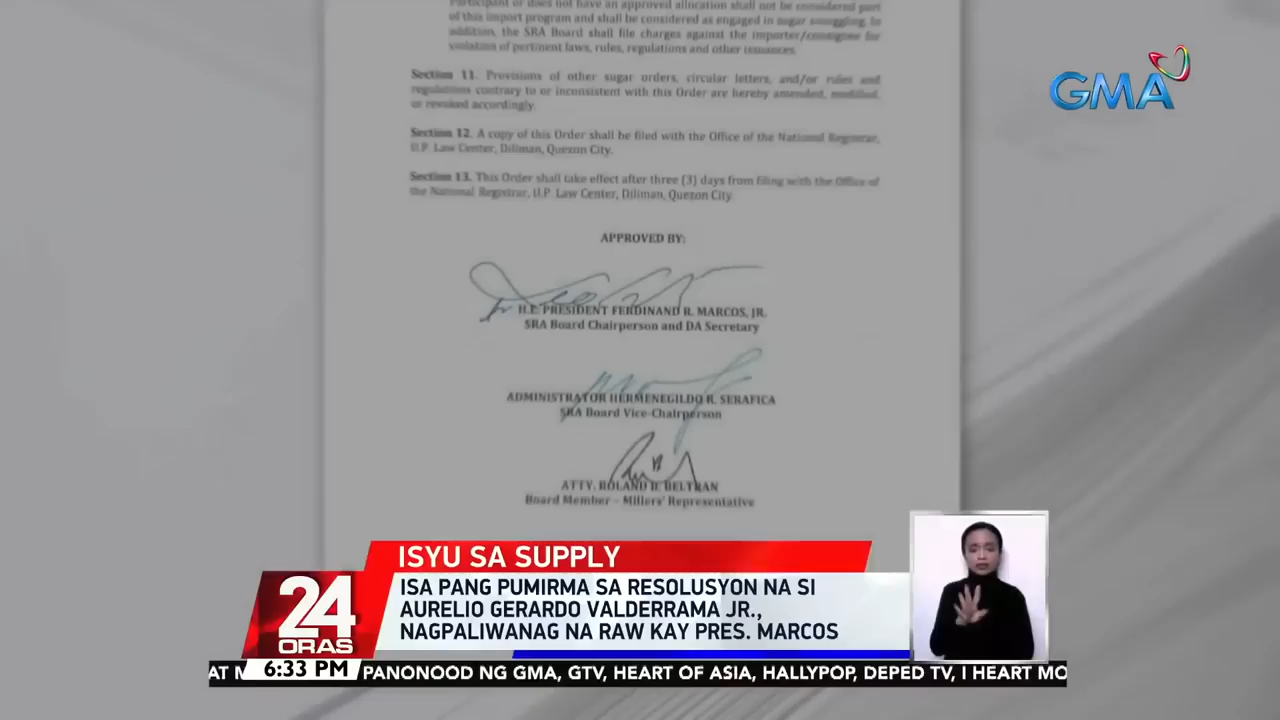 Participant or does not have an approved allocation shall not be considered part
of this import program and shall be considered as engaged in sugar smuggling. In
addition, the SRA Board shall file charges against the importer/consignee for
violation of pertinent laws, rules, regulations and other issuances.
Section 11. Provisions of other sugar orders, circular letters, and/or rules and
regulations contrary to or inconsistent with this Order are hereby amended, modified,
or revoked accordingly.
Section 12. A copy of this Order shall be filed with the Office of the National Registrar,
U.P. Law Center, Diliman, Quezon City.
Section 13. This Order shall take effect after three (3) days from filing with the Office of
the National Registrar, U.P. Law Center, Diliman, Quezon City.
APPROVED BY:
H.E. PRESIDENT FERDINAND R. MARCOS, JR.
SRA Board Chairperson and DA Secretary
ADMINISTRATOR HERMENEGILDO R. SERAFICA
SRA Board Vice-Chairperson
ATTY. ROLAND B. BELTRAN
Board Member – Millers' Representative
GMA
ISYU SA SUPPLY
ISA PANG PUMIRMA SA RESOLUSYON NA SI
AURELIO GERARDO VALDERRAMA JR.,
NAGPALIWANAG NA RAW KAY PRES. MARCOS
24
ORAS
AT M 6:33 PM PANONOOD NG GMA, GTV, HEART OF ASIA, HALLYPOP, DEPED TV, I HEART MO